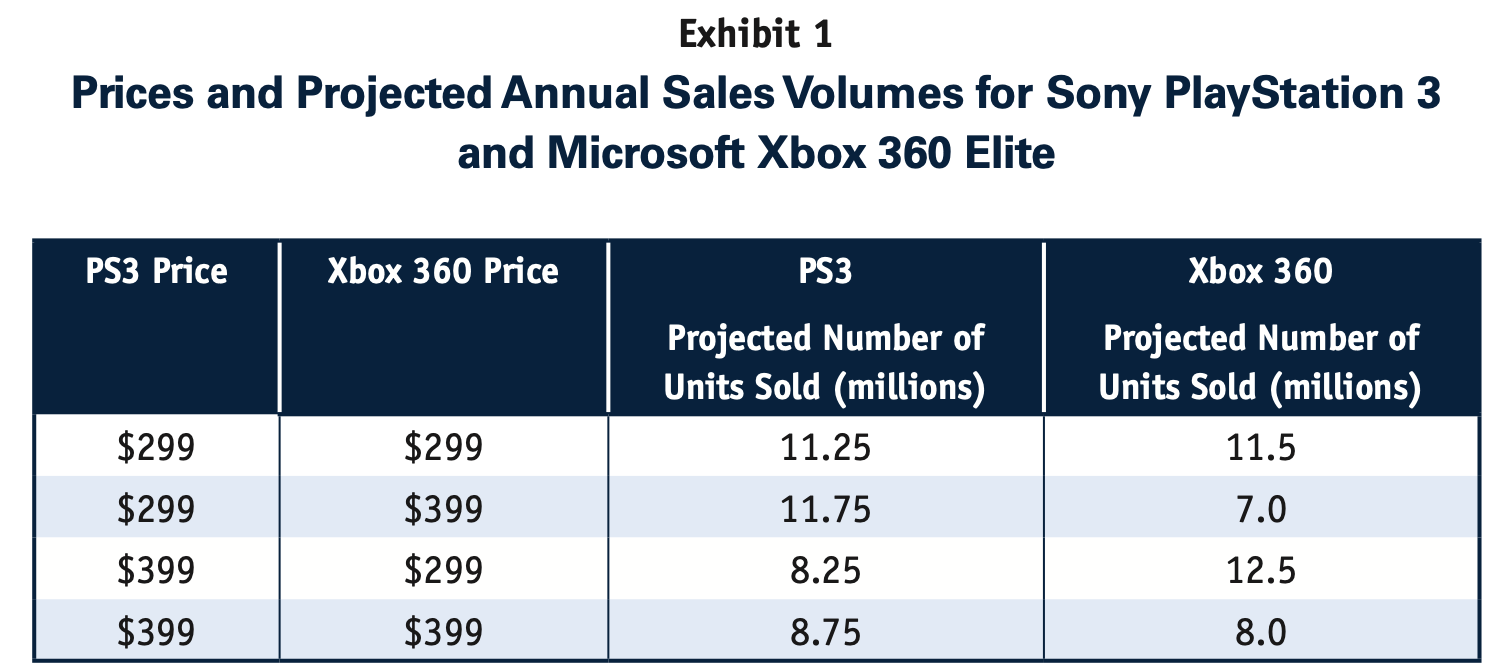 Exhibit 1
Prices and Projected Annual Sales Volumes for Sony PlayStation 3
and Microsoft Xbox 360 Elite
PS3 Price Xbox 360 Price PS3 Xbox 360
Projected Number of Projected Number of
Units Sold (millions) Units Sold (millions)
$299 $299 11.25 11.5
$299 $399 11.75 7.0
$399 $299 8.25 12.5
$399 $399 8.75 8.0